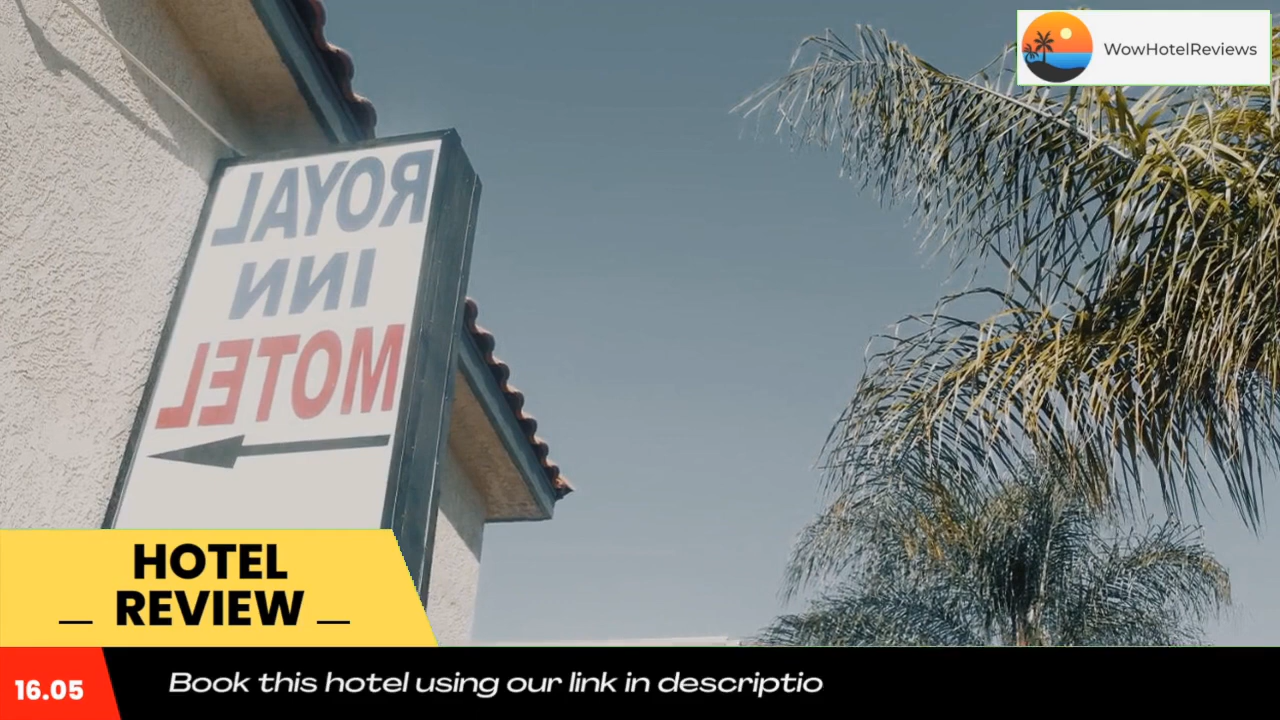 WowHotelReviews
ROYAL
INN
MOTEL
HOTEL
_ REVIEW _
16.05
Book this hotel using our link in descriptio